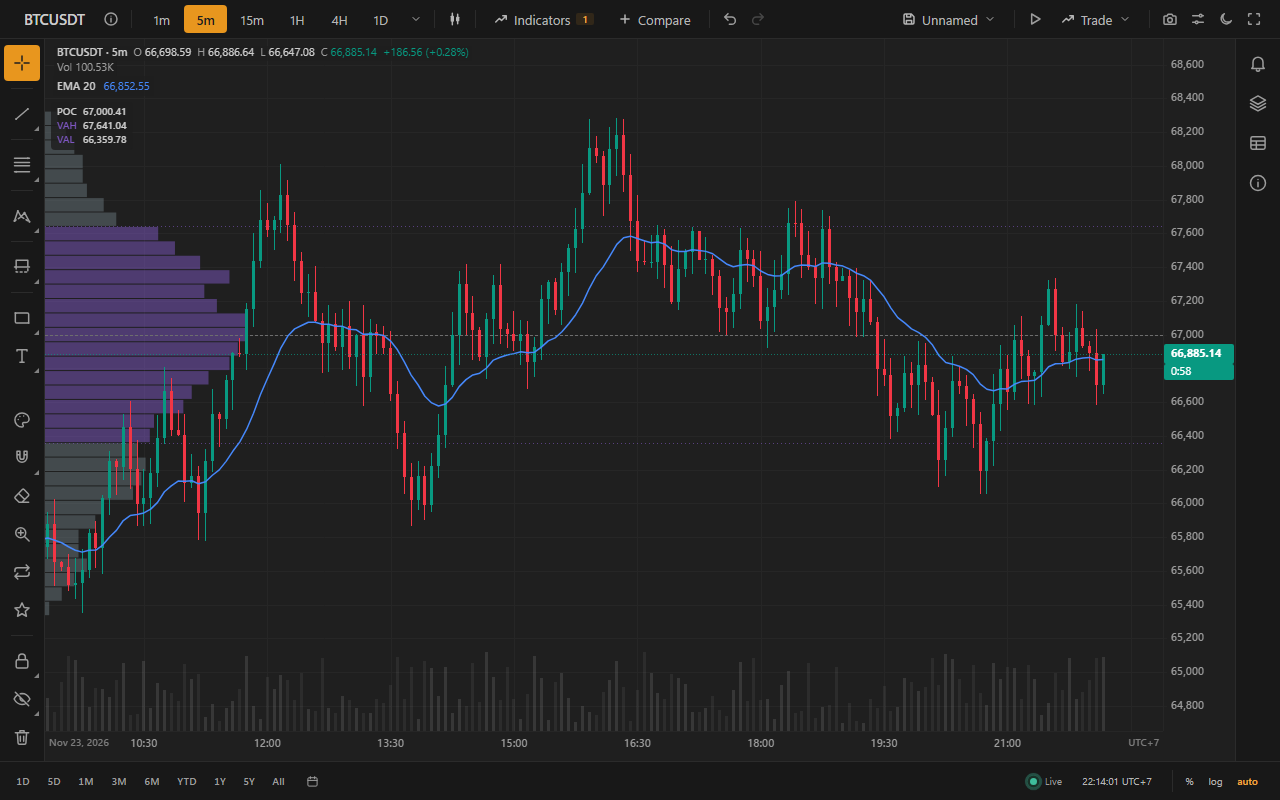 BTCUSDT 1m 5m 15m 1H 4H 1D Indicators 1 Compare Unnamed Trade
BTCUSDT · 5m O 66,698.59 H 66,886.64 L 66,647.08 C 66,885.14 +186.56 (+0.28%)
Vol 100.53K
EMA 20 66,852.55
POC 67,000.41
VAH 67,641.04
VAL 66,359.78
68,600
68,400
68,200
68,000
67,800
67,600
67,400
67,200
67,000
66,885.14
0:58
66,600
66,400
66,200
66,000
65,800
65,600
65,400
65,200
65,000
64,800
Nov 23, 2026 10:30 12:00 13:30 15:00 16:30 18:00 19:30 21:00 UTC+7
1D 5D 1M 3M 6M YTD 1Y 5Y All Live 22:14:01 UTC+7 % log auto